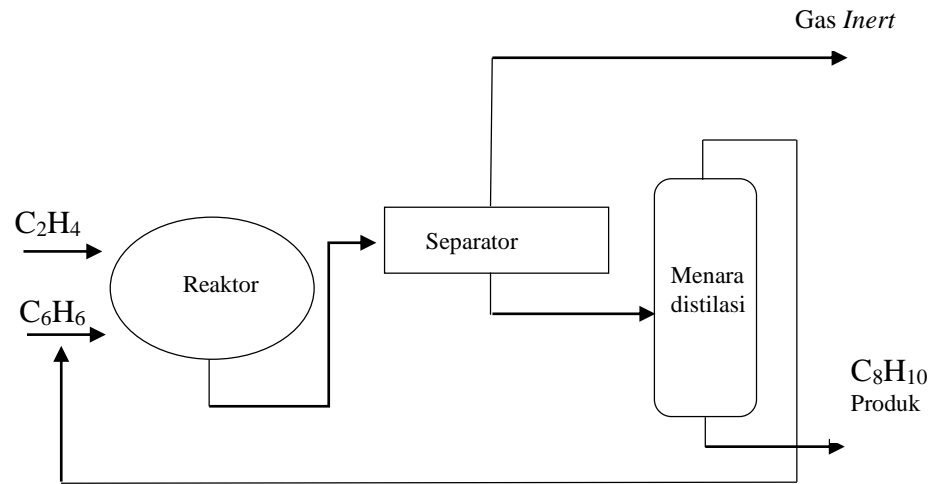 Gas Inert
C₂H₄
C₆H₆
Reaktor
Separator
Menara
distilasi
C₈H₁₀
Produk